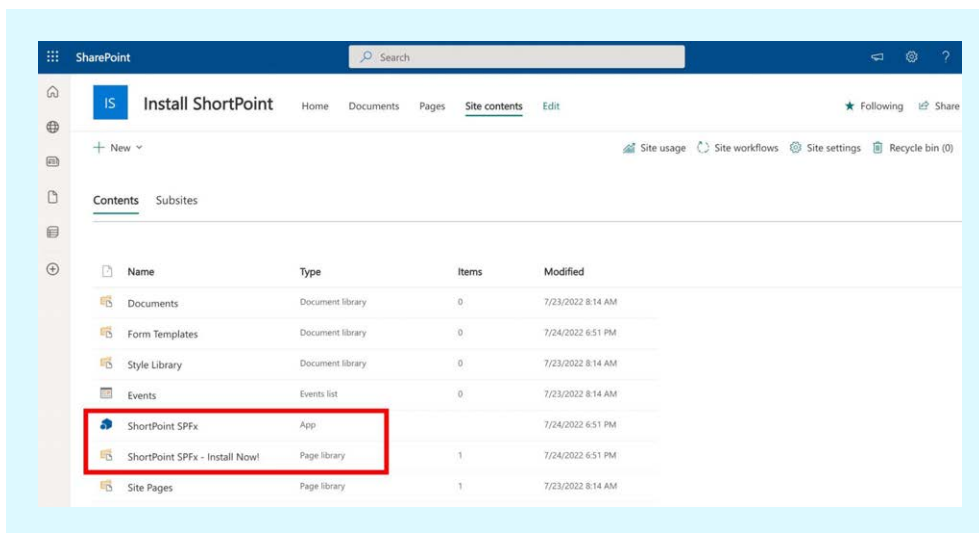 SharePoint
Search
?
IS
Install ShortPoint
Home Documents Pages Site contents Edit
Following Share
+ New
Site usage Site workflows Site settings Recycle bin (0)
Contents Subsites
Name Type Items Modified
Documents Document library 0 7/23/2022 8:14 AM
Form Templates Document library 0 7/24/2022 6:51 PM
Style Library Document library 0 7/23/2022 8:14 AM
Events Events list 0 7/23/2022 8:14 AM
ShortPoint SPFx App 7/24/2022 6:51 PM
ShortPoint SPFx - Install Now! Page library 1 7/24/2022 6:51 PM
Site Pages Page library 1 7/23/2022 8:14 AM